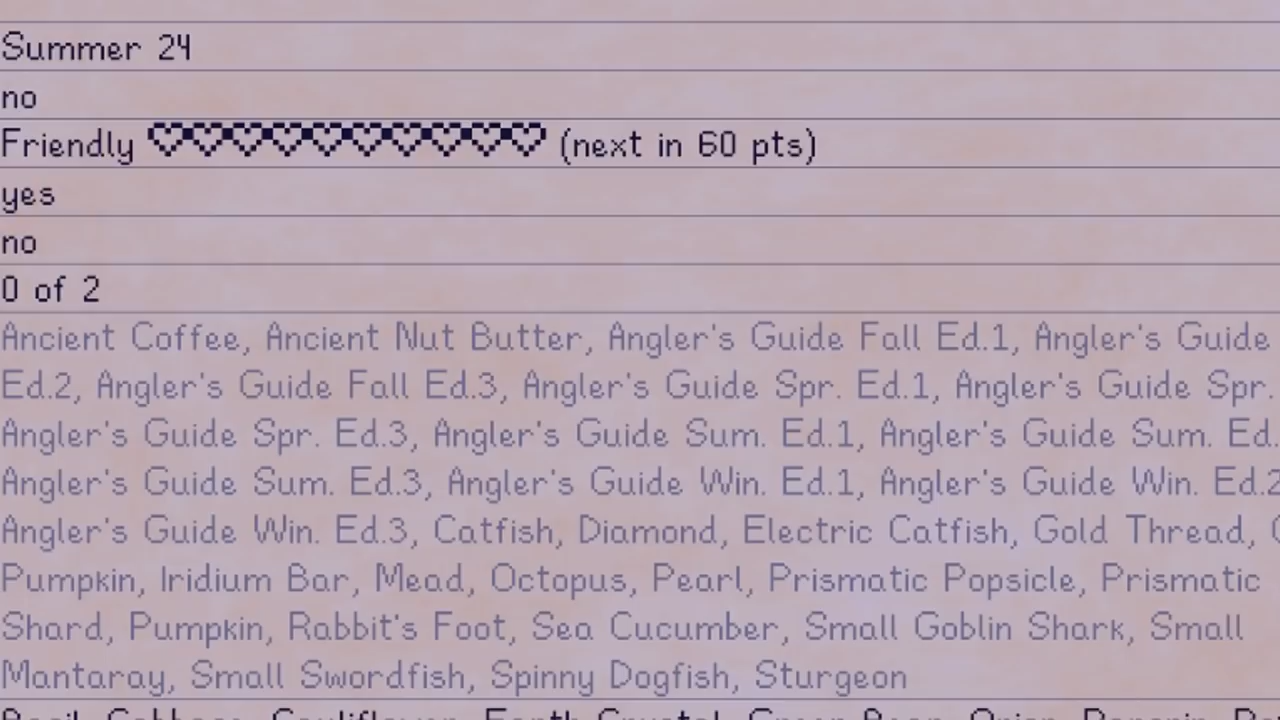 Summer 24
no
Friendly (next in 60 pts)
yes
no
0 of 2
Ancient Coffee, Ancient Nut Butter, Angler's Guide Fall Ed.1, Angler's Guide
Ed.2, Angler's Guide Fall Ed.3, Angler's Guide Spr. Ed.1, Angler's Guide Spr.
Angler's Guide Spr. Ed.3, Angler's Guide Sum. Ed.1, Angler's Guide Sum. Ed.
Angler's Guide Sum. Ed.3, Angler's Guide Win. Ed.1, Angler's Guide Win. Ed.2
Angler's Guide Win. Ed.3, Catfish, Diamond, Electric Catfish, Gold Thread,
Pumpkin, Iridium Bar, Mead, Octopus, Pearl, Prismatic Popsicle, Prismatic
Shard, Pumpkin, Rabbit's Foot, Sea Cucumber, Small Goblin Shark, Small
Mantaray, Small Swordfish, Spinny Dogfish, Sturgeon